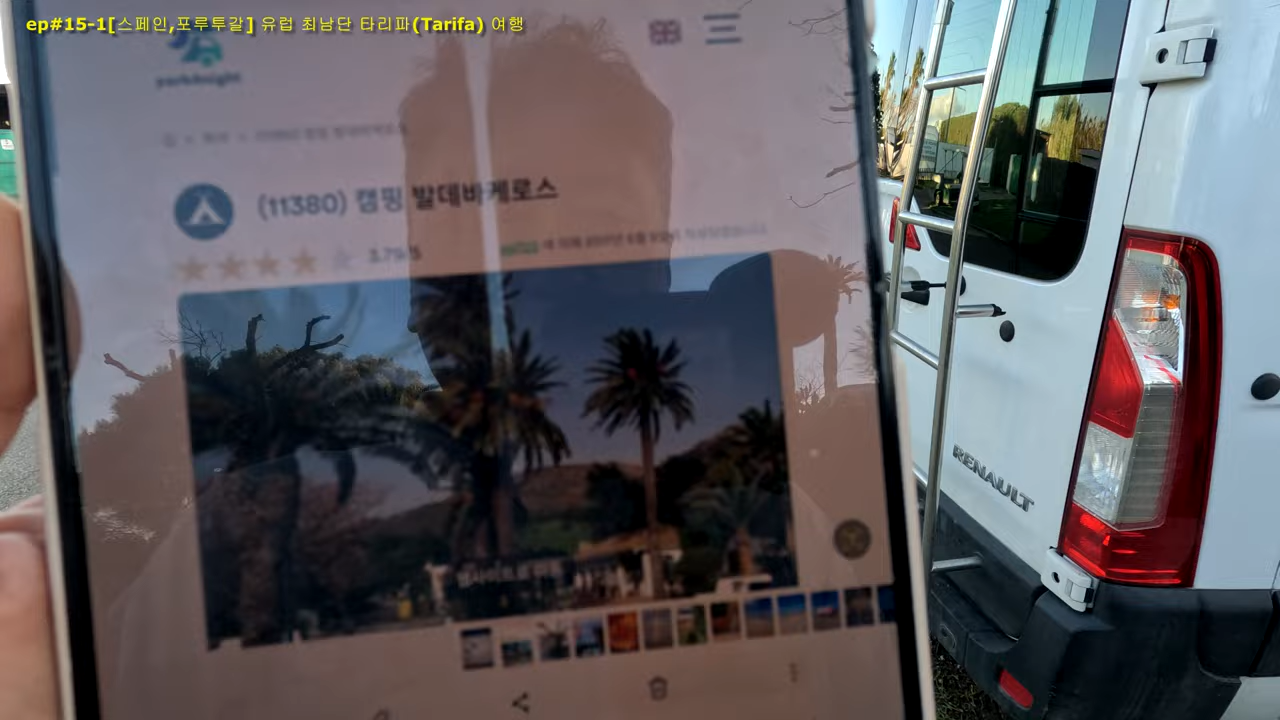 ep#15-1[스페인,포루투갈] 유럽 최남단 타리파(Tarifa) 여행
park4night
(11380) 캠핑 발데바케로스
3.79/5
RENAULT